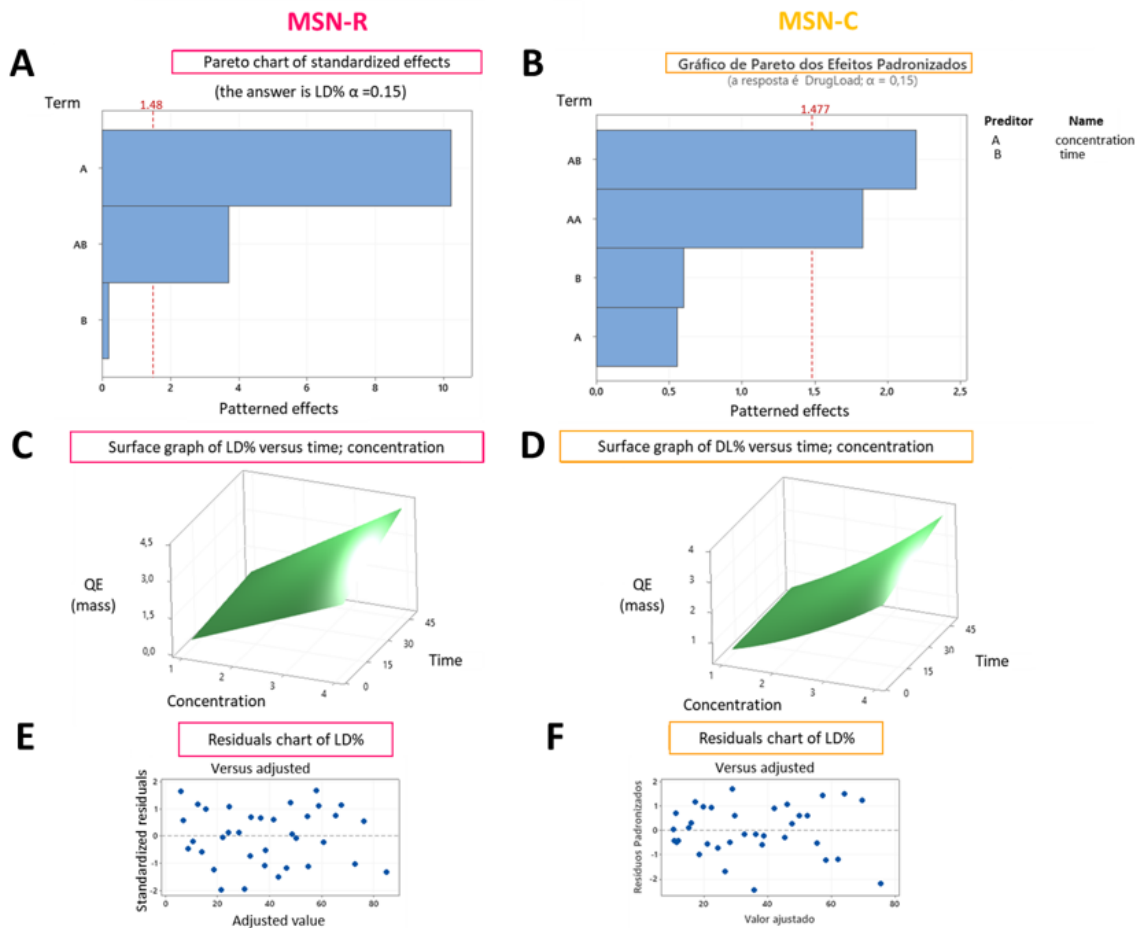 MSN-R
MSN-C
A
Pareto chart of standardized effects
(the answer is LD% α =0.15)
Term
1.48
A
AB
B
0
2
4
6
8
10
Patterned effects
B
Gráfico de Pareto dos Efeitos Padronizados
(a resposta é DrugLoad; α = 0,15)
Term
1.477
AB
AA
B
A
0,0
0,5
1,0
1,5
2,0
2,5
Patterned effects
Preditor Name
A concentration
B time
C
Surface graph of LD% versus time; concentration
4,5
3,0
1,5
0,0
QE
(mass)
1
2
3
4
Concentration
0
15
30
45
Time
D
Surface graph of DL% versus time; concentration
4
3
2
1
QE
(mass)
1
2
3
4
Concentration
0
15
30
45
Time
E
Residuals chart of LD%
Versus adjusted
Standardized residuals
2
1
0
-1
-2
0
20
40
60
80
Adjusted value
F
Residuals chart of LD%
Versus adjusted
Resíduos Padronizados
2
1
0
-1
-2
20
40
60
80
Valor ajustado